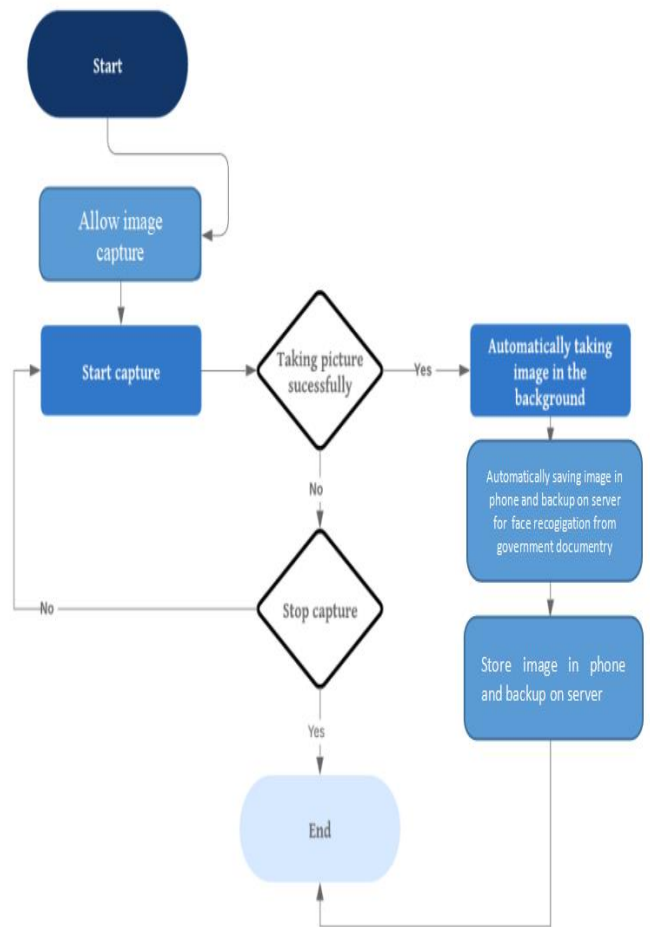 Start
Allow image
capture
Start capture
Taking picture
sucessfully
Yes
Automatically taking
image in the
background
No
Automatically saving image in
phone and backup on server
for face recogigation from
government documentry
Stop capture
No
Store image in phone
and backup on server
Yes
End